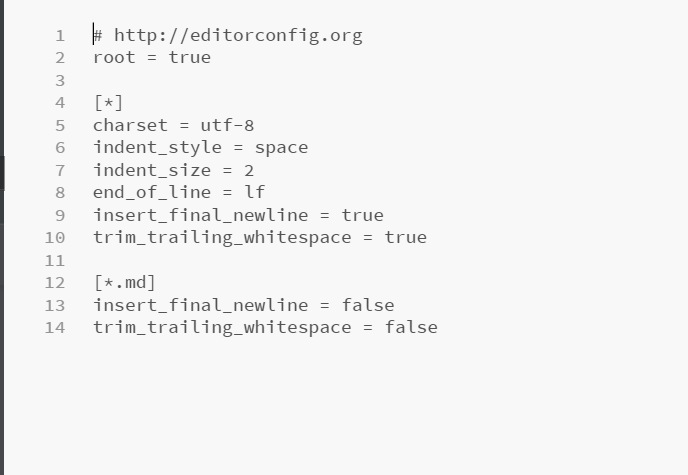 1 # http://editorconfig.org
2 root = true
3
4 [*]
5 charset = utf-8
6 indent_style = space
7 indent_size = 2
8 end_of_line = lf
9 insert_final_newline = true
10 trim_trailing_whitespace = true
11
12 [*.md]
13 insert_final_newline = false
14 trim_trailing_whitespace = false